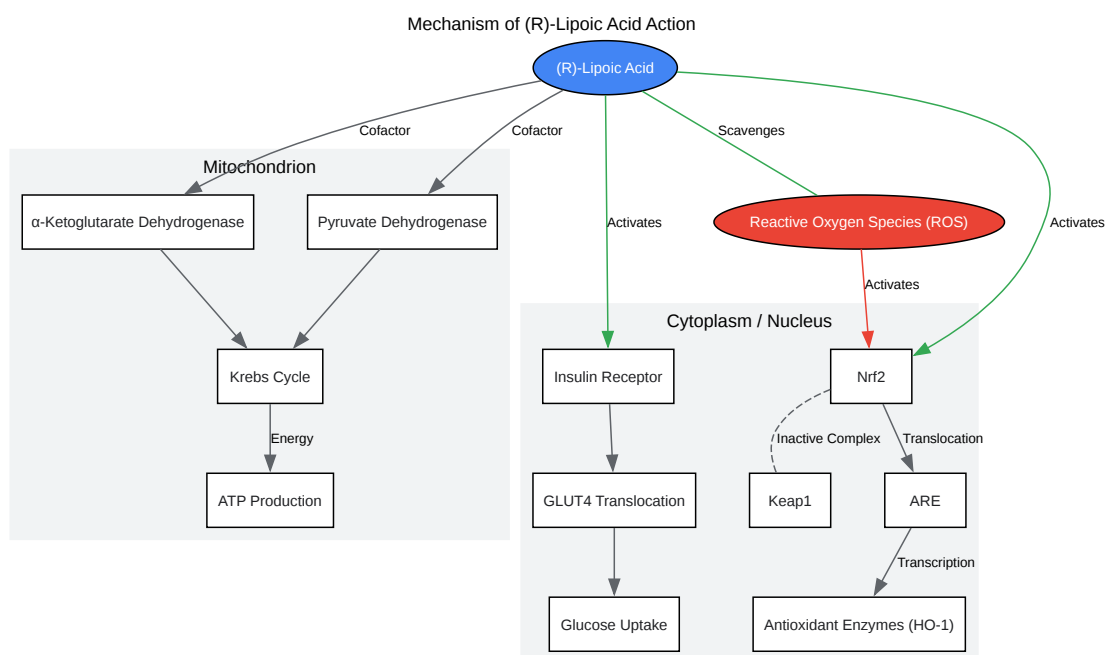 Mechanism of (R)-Lipoic Acid Action
(R)-Lipoic Acid
Cofactor
Cofactor
Scavenges
Mitochondrion
α-Ketoglutarate Dehydrogenase
Pyruvate Dehydrogenase
Activates
Reactive Oxygen Species (ROS)
Activates
Activates
Cytoplasm / Nucleus
Krebs Cycle
Insulin Receptor
Nrf2
Energy
Inactive Complex
Translocation
ATP Production
GLUT4 Translocation
Keap1
ARE
Transcription
Glucose Uptake
Antioxidant Enzymes (HO-1)